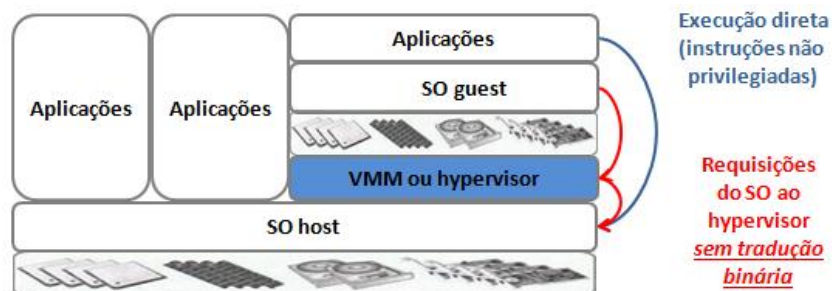 Aplicações
Aplicações
Aplicações
SO guest
VMM ou hypervisor
SO host
Execução direta
(instruções não
privilegiadas)
Requisições
do SO ao
hypervisor
sem tradução
binária